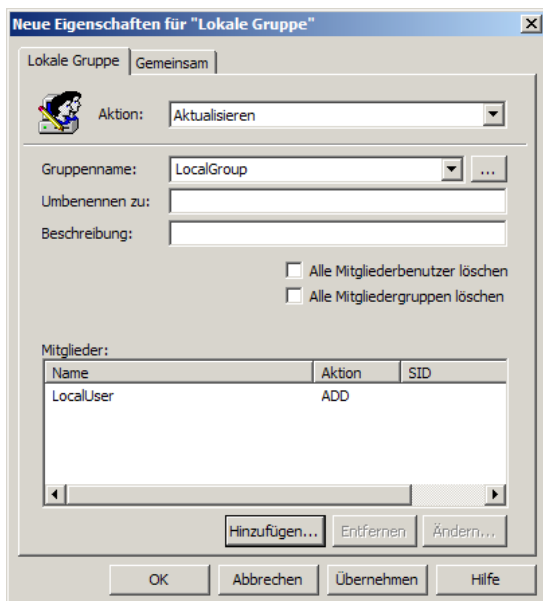 Neue Eigenschaften für "Lokale Gruppe"
Lokale Gruppe Gemeinsam
Aktion: Aktualisieren
Gruppenname: LocalGroup ...
Umbenennen zu:
Beschreibung:
Alle Mitgliederbenutzer löschen
Alle Mitgliedergruppen löschen
Mitglieder:
Name Aktion SID
LocalUser ADD
Hinzufügen... Entfernen Ändern...
OK Abbrechen Übernehmen Hilfe